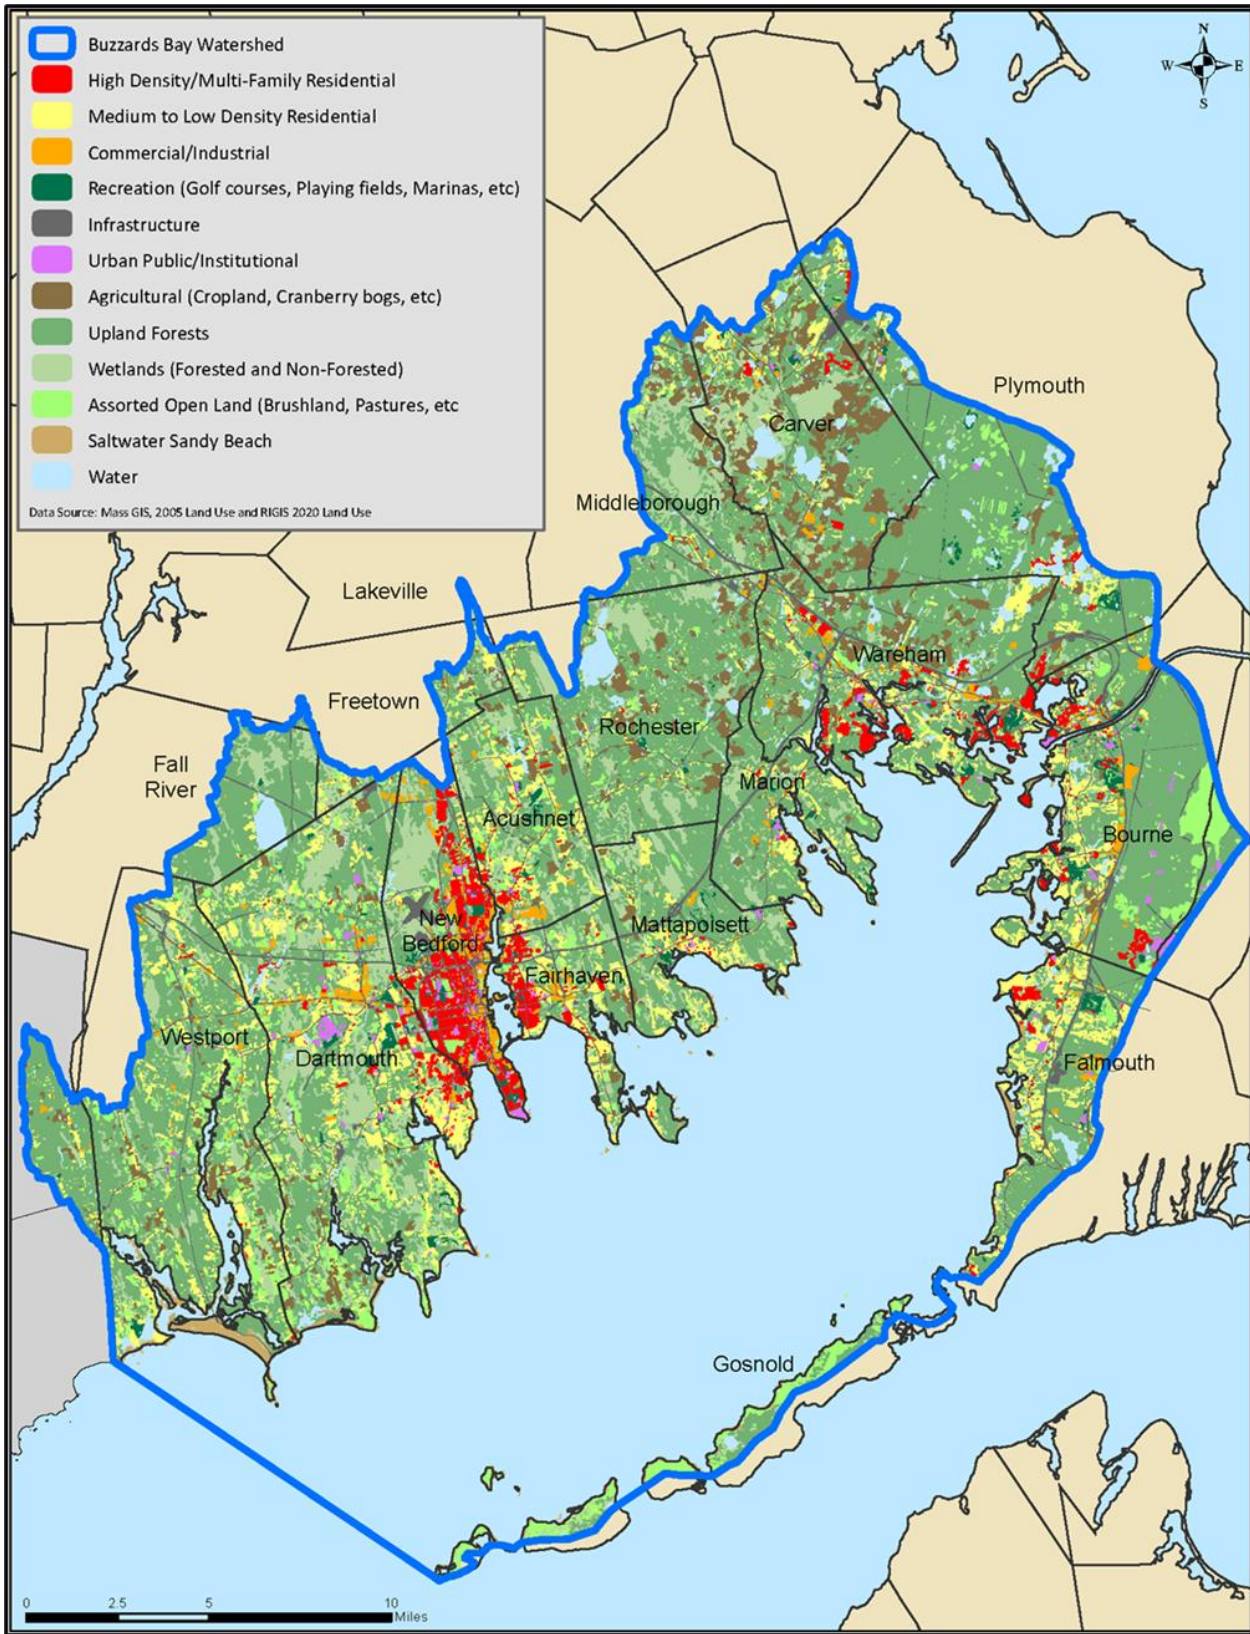 Buzzards Bay Watershed
High Density/Multi-Family Residential
Medium to Low Density Residential
Commercial/Industrial
Recreation (Golf courses, Playing fields, Marinas, etc)
Infrastructure
Urban Public/Institutional
Agricultural (Cropland, Cranberry bogs, etc)
Upland Forests
Wetlands (Forested and Non-Forested)
Assorted Open Land (Brushland, Pastures, etc
Saltwater Sandy Beach
Water
Data Source: Mass GIS, 2005 Land Use and RIGIS 2020 Land Use
N
W E
S
Plymouth
Carver
Middleborough
Lakeville
Wareham
Freetown
Rochester
Fall
River
Marion
Acushnet
Bourne
New
Bedford
Mattapoisett
Fairhaven
Westport
Dartmouth
Falmouth
Gosnold
0 2.5 5 10
Miles